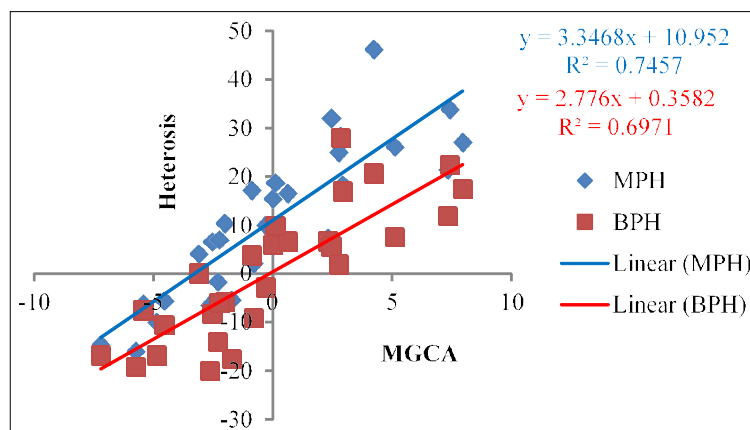 50
y = 3.3468x + 10.952
R² = 0.7457
40
y = 2.776x + 0.3582
R² = 0.6971
30
Heterosis
20
MPH
10
BPH
0
Linear (MPH)
-10
-5
0
5
10
Linear (BPH)
-10
MGCA
-20
-30